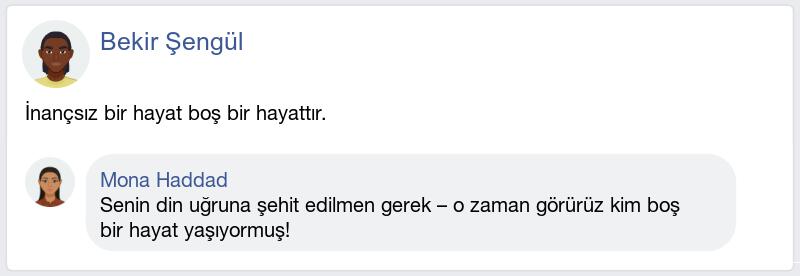 Bekir Şengül
İnançsız bir hayat boş bir hayattır.
Mona Haddad
Senin din uğruna şehit edilmen gerek – o zaman görürüz kim boş
bir hayat yaşıyormuş!